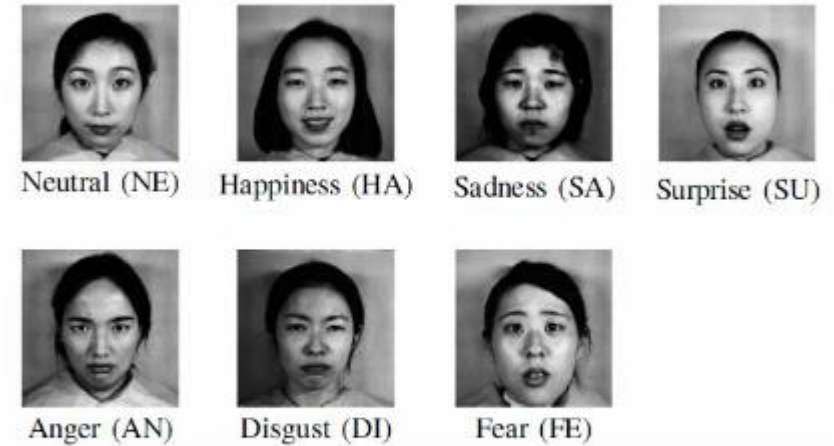 Neutral (NE)
Happiness (HA)
Sadness (SA)
Surprise (SU)
Anger (AN)
Disgust (DI)
Fear (FE)